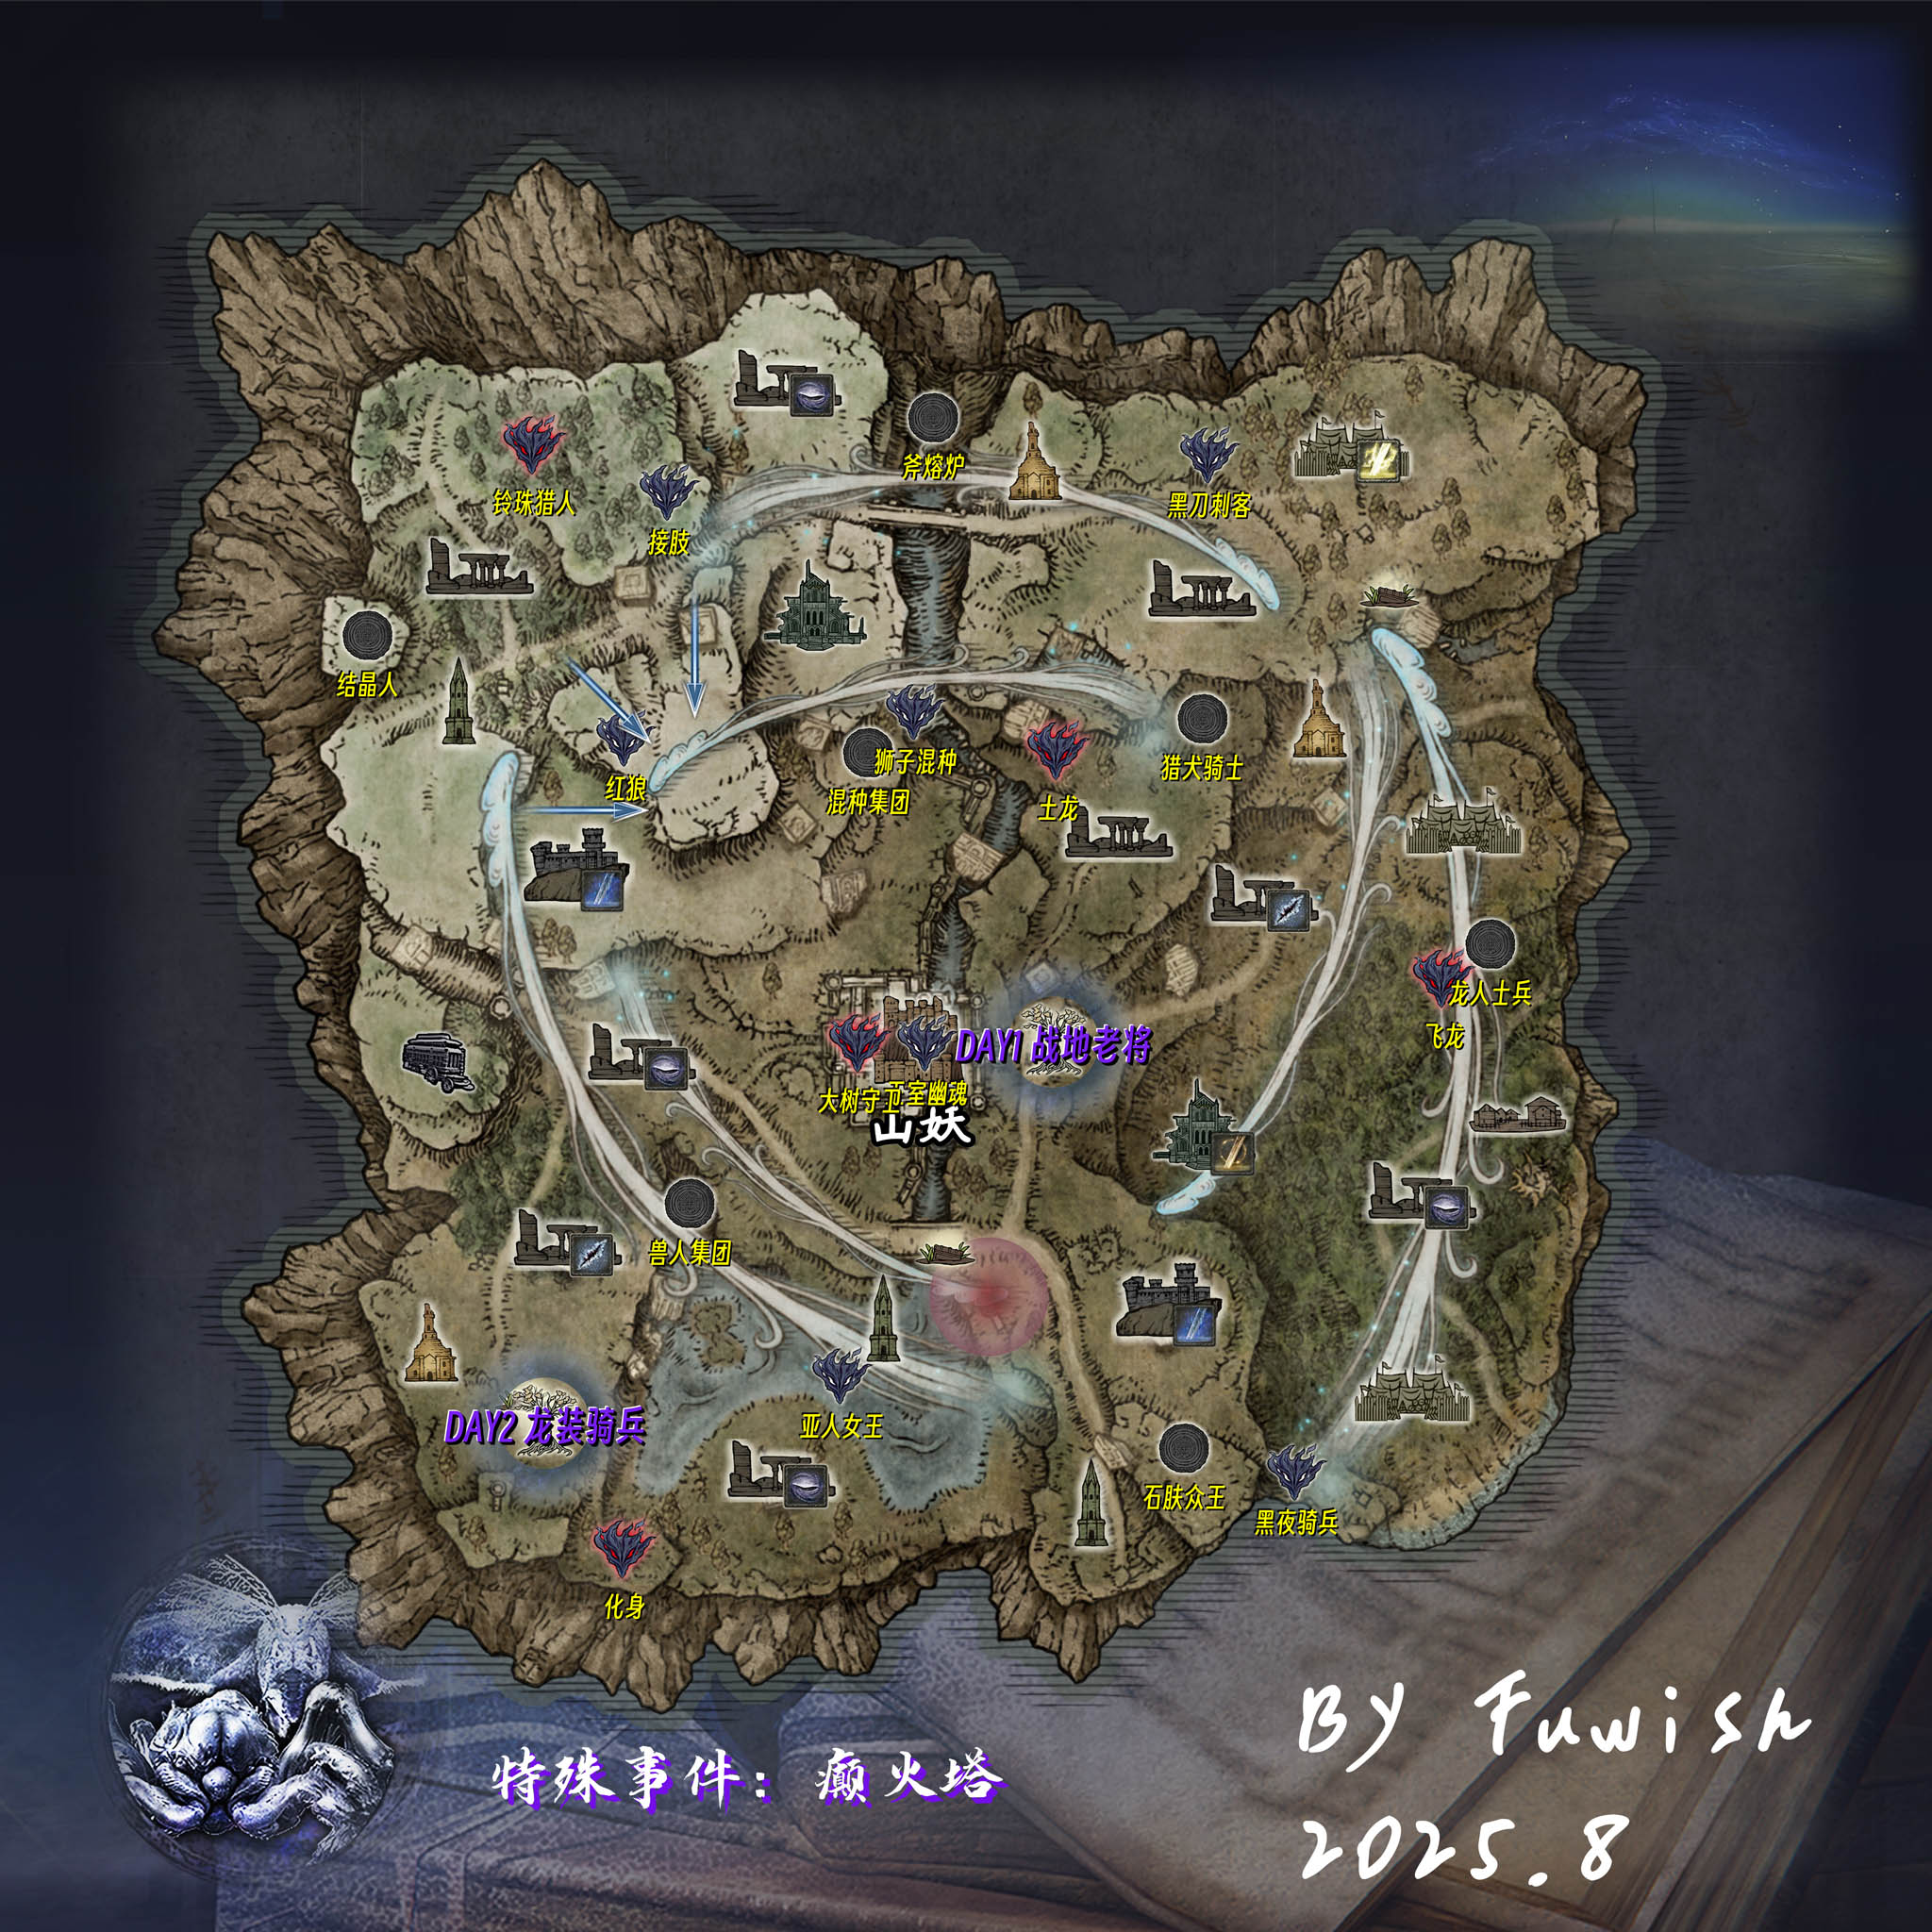 斧熔炉
铃珠猎人
黑刀刺客
接肢
结晶人
狮子混种
猎犬骑士
红狼
混种集团
土龙
龙人士兵
飞龙
DAY1 战地老将
大树守卫
王室幽魂
山妖
兽人集团
DAY2 龙装骑兵
亚人女王
石肤众王
黑夜骑兵
化身
特殊事件：癫火塔
By Fuwish
2025.8